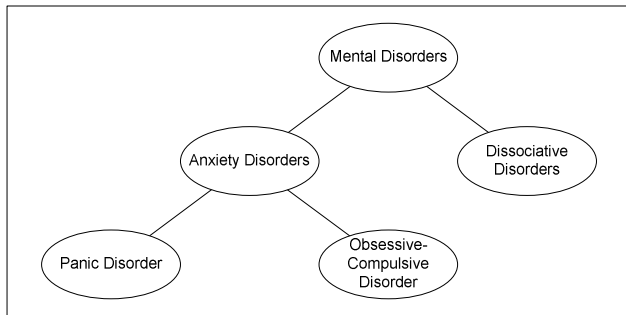 Mental Disorders
Anxiety Disorders
Dissociative
Disorders
Panic Disorder
Obsessive-
Compulsive
Disorder